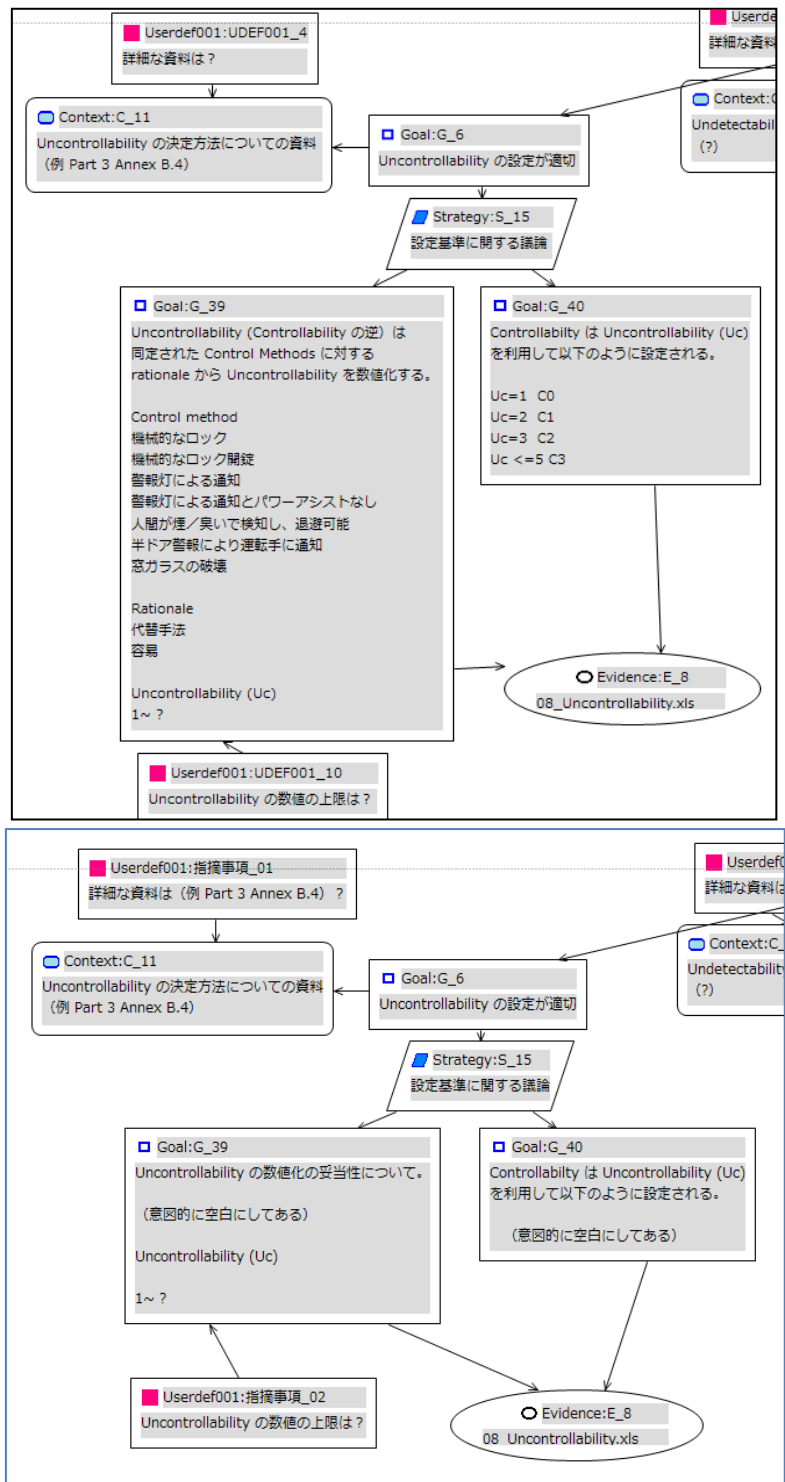 Userdef001:UDEF001_4
詳細な資料は？
Userde
詳細な資料
Context:C_11
Uncontrollability の決定方法についての資料
（例 Part 3 Annex B.4）
Goal:G_6
Uncontrollability の設定が適切
Context:C
Undetectabil
（?）
Strategy:S_15
設定基準に関する議論
Goal:G_39
Uncontrollability (Controllability の逆）は
同定された Control Methods に対する
rationale から Uncontrollability を数値化する。
Control method
機械的なロック
機械的なロック開錠
警報灯による通知
警報灯による通知とパワーアシストなし
人間が煙／臭いで検知し、退避可能
半ドア警報により運転手に通知
窓ガラスの破壊
Rationale
代替手法
容易
Uncontrollability (Uc)
1~ ?
Goal:G_40
Controllabilty は Uncontrollability (Uc)
を利用して以下のように設定される。
Uc=1 C0
Uc=2 C1
Uc=3 C2
Uc <=5 C3
Evidence:E_8
08_Uncontrollability.xls
Userdef001:UDEF001_10
Uncontrollability の数値の上限は？
Userdef001:指摘事項_01
詳細な資料は（例 Part 3 Annex B.4）？
Userdef0
詳細な資料は
Context:C_11
Uncontrollability の決定方法についての資料
（例 Part 3 Annex B.4）
Goal:G_6
Uncontrollability の設定が適切
Context:C_
Undetectability
（?）
Strategy:S_15
設定基準に関する議論
Goal:G_39
Uncontrollability の数値化の妥当性について。
（意図的に空白にしてある）
Uncontrollability (Uc)
1~ ?
Goal:G_40
Controllabilty は Uncontrollability (Uc)
を利用して以下のように設定される。
（意図的に空白にしてある）
Userdef001:指摘事項_02
Uncontrollability の数値の上限は？
Evidence:E_8
08_Uncontrollability.xls